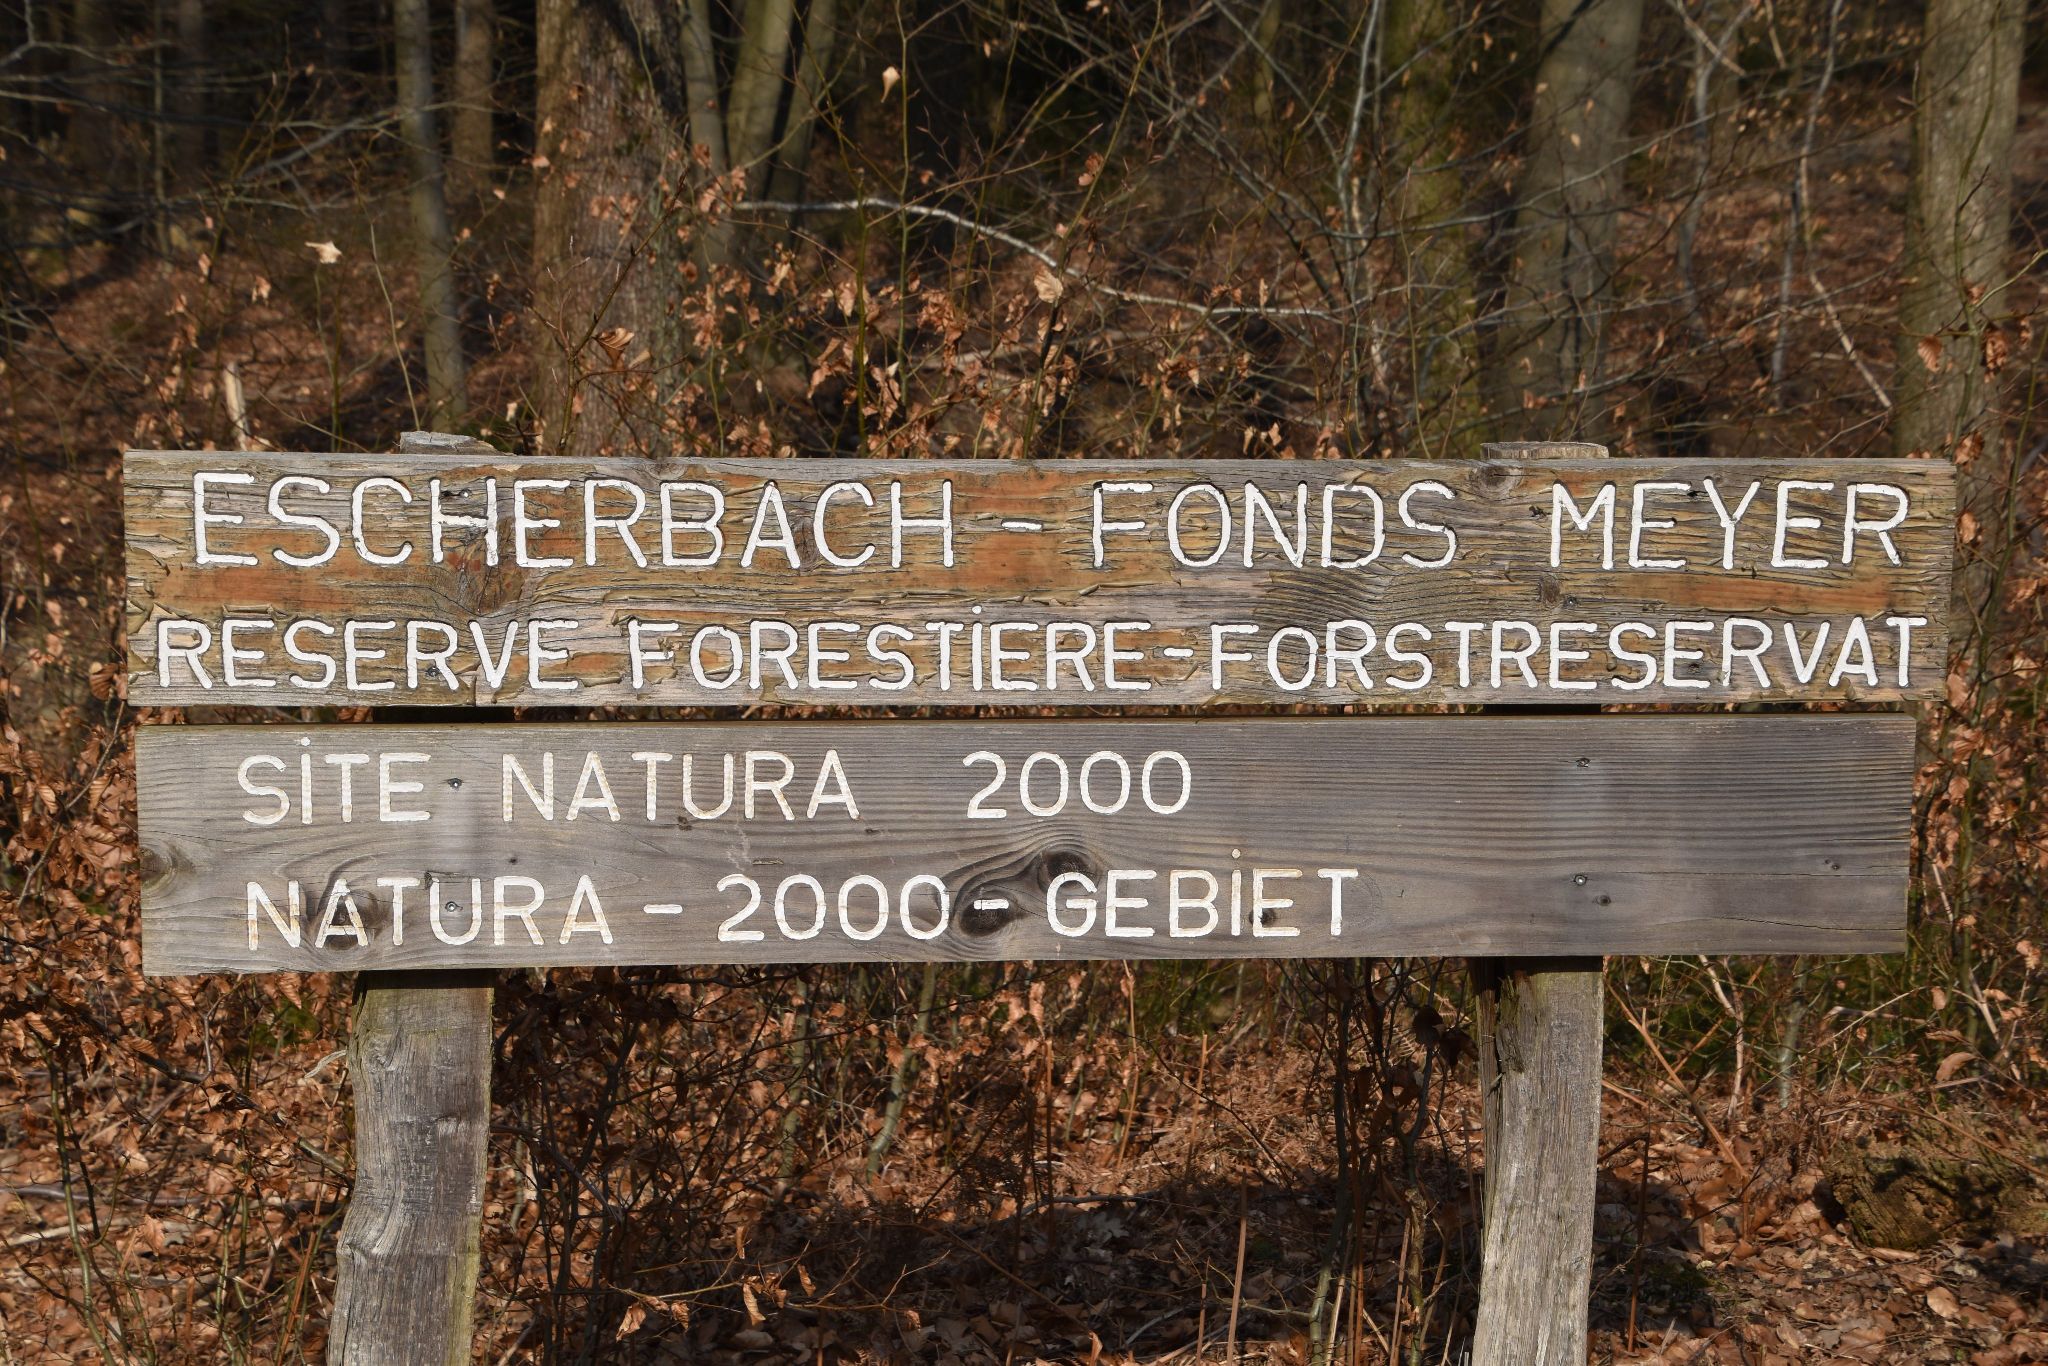 ESCHERBACH - FONDS MEYER
RESERVE FORESTiERE-FORSTRESERVAT
SiTE NATURA 2000
NATURA - 2000 - GEBiET